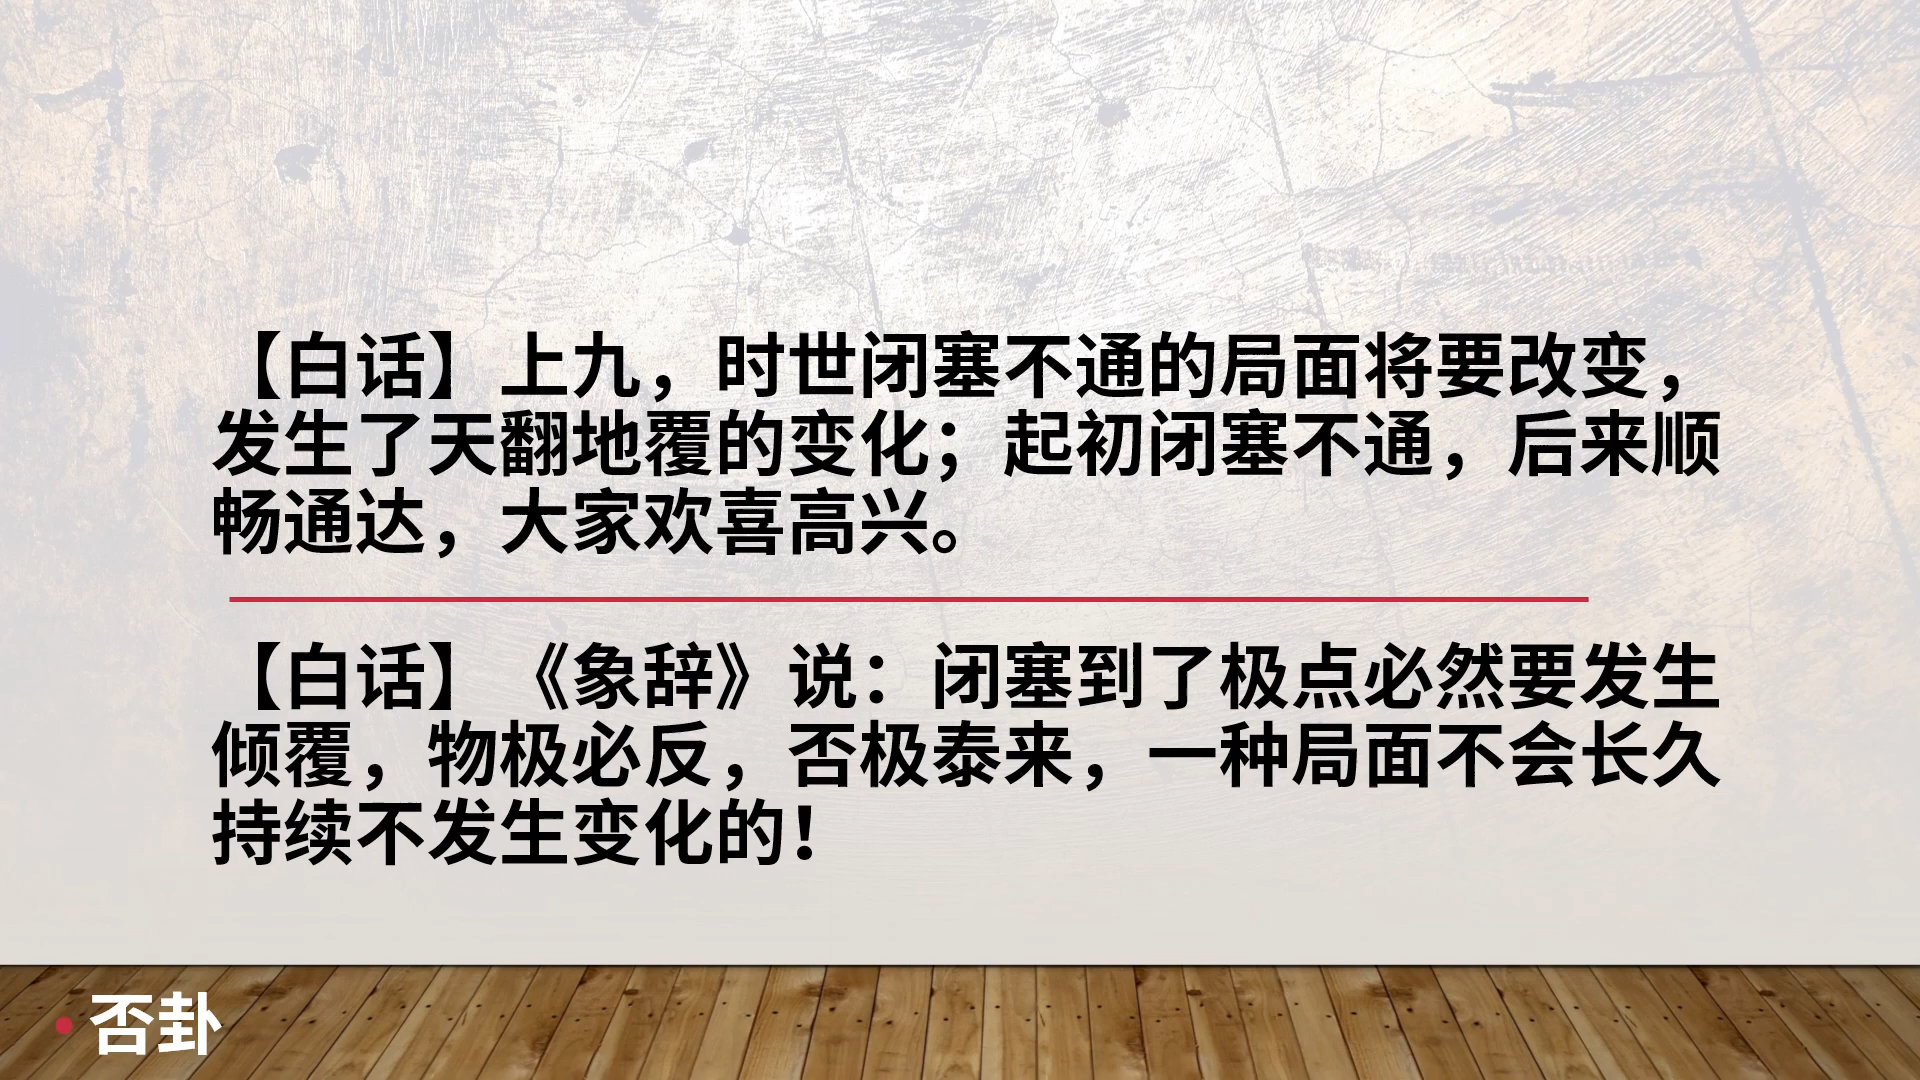 【白话】上九，时世闭塞不通的局面将要改变，
发生了天翻地覆的变化；起初闭塞不通，后来顺
畅通达，大家欢喜高兴。
【白话】《象辞》说：闭塞到了极点必然要发生
倾覆，物极必反，否极泰来，一种局面不会长久
持续不发生变化的！
• 否卦